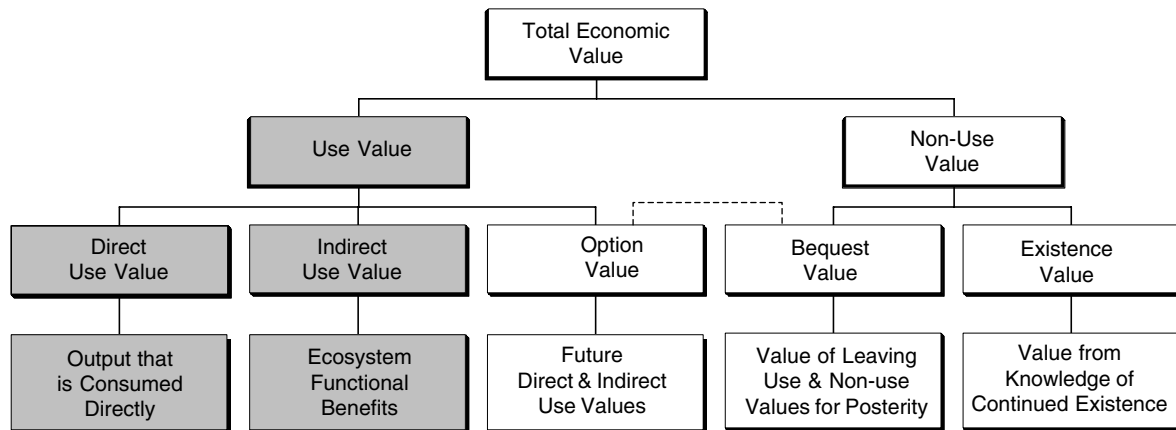 Total Economic
Value
Use Value
Non-Use
Value
Direct
Use Value
Indirect
Use Value
Option
Value
Bequest
Value
Existence
Value
Output that
is Consumed
Directly
Ecosystem
Functional
Benefits
Future
Direct & Indirect
Use Values
Value of Leaving
Use & Non-use
Values for Posterity
Value from
Knowledge of
Continued Existence